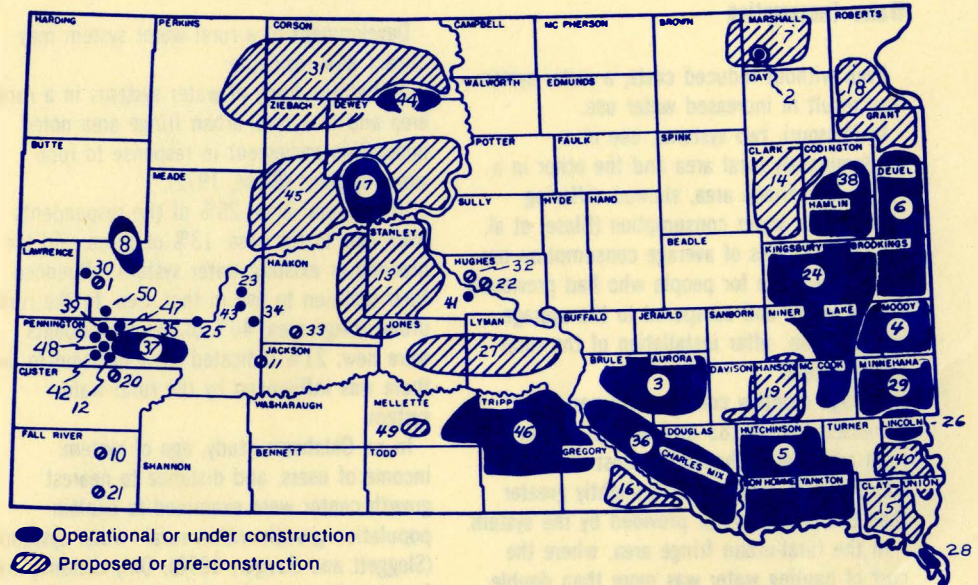 HARDING PERKINS CORSON CAMPBELL MC PHERSON BROWN MARSHALL ROBERTS
31 7
WALWORTH EDMUNDS DAY 18
ZIEBACH DEWEY 44 2 GRANT
BUTTE POTTER FAULK SPINK CLARK CODINGTON
MEADE 14 38 DEUEL
45 17 SULLY HYDE HAND HAMLIN 6
8 STANLEY BEADLE KINGSBURY BROOKINGS
LAWRENCE HAAKON 13 HUGHES 32 24
30 1 23 22
50 47 41
39 43 34 BUFFALO JERAULD SANBORN MINER LAKE MOODY
PENNINGTON 9 35 25 33 JONES LYMAN 4
48 37 JACKSON 27 BRULE AURORA DAVISON HANSON MC COOK MINNEHAHA
CUSTER 20 11 3 19 29
42 MELLETTE TRIPP
12 WASHABAUGH 49 46 36 DOUGLAS HUTCHINSON TURNER LINCOLN 26
FALL RIVER BENNETT TODD GREGORY CHARLES MIX 5 40
10 SHANNON 16 BON HOMME YANKTON CLAY UNION
21 15
28
Operational or under construction
Proposed or pre-construction